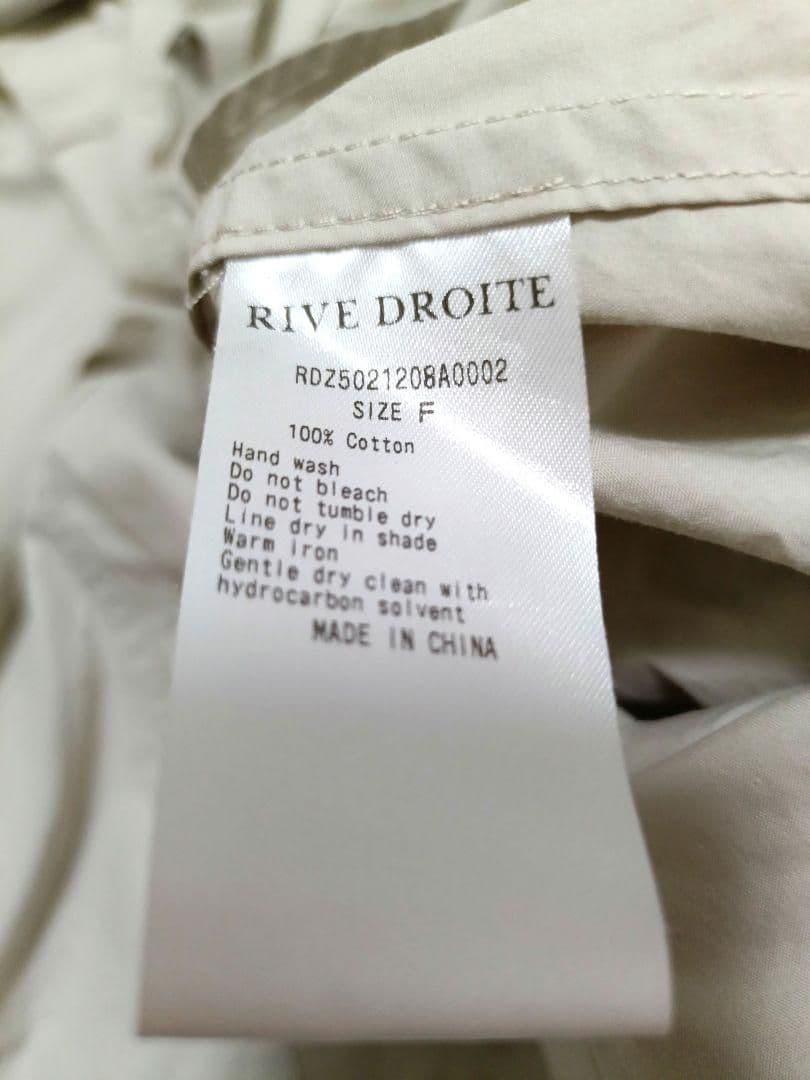 RIVE DROITE
RDZ5021208A0002
SIZE F
100% Cotton
Hand wash
Do not bleach
Do not tumble dry
Line dry in shade
Warm iron
Gentle dry clean with
hydrocarbon solvent
MADE IN CHINA